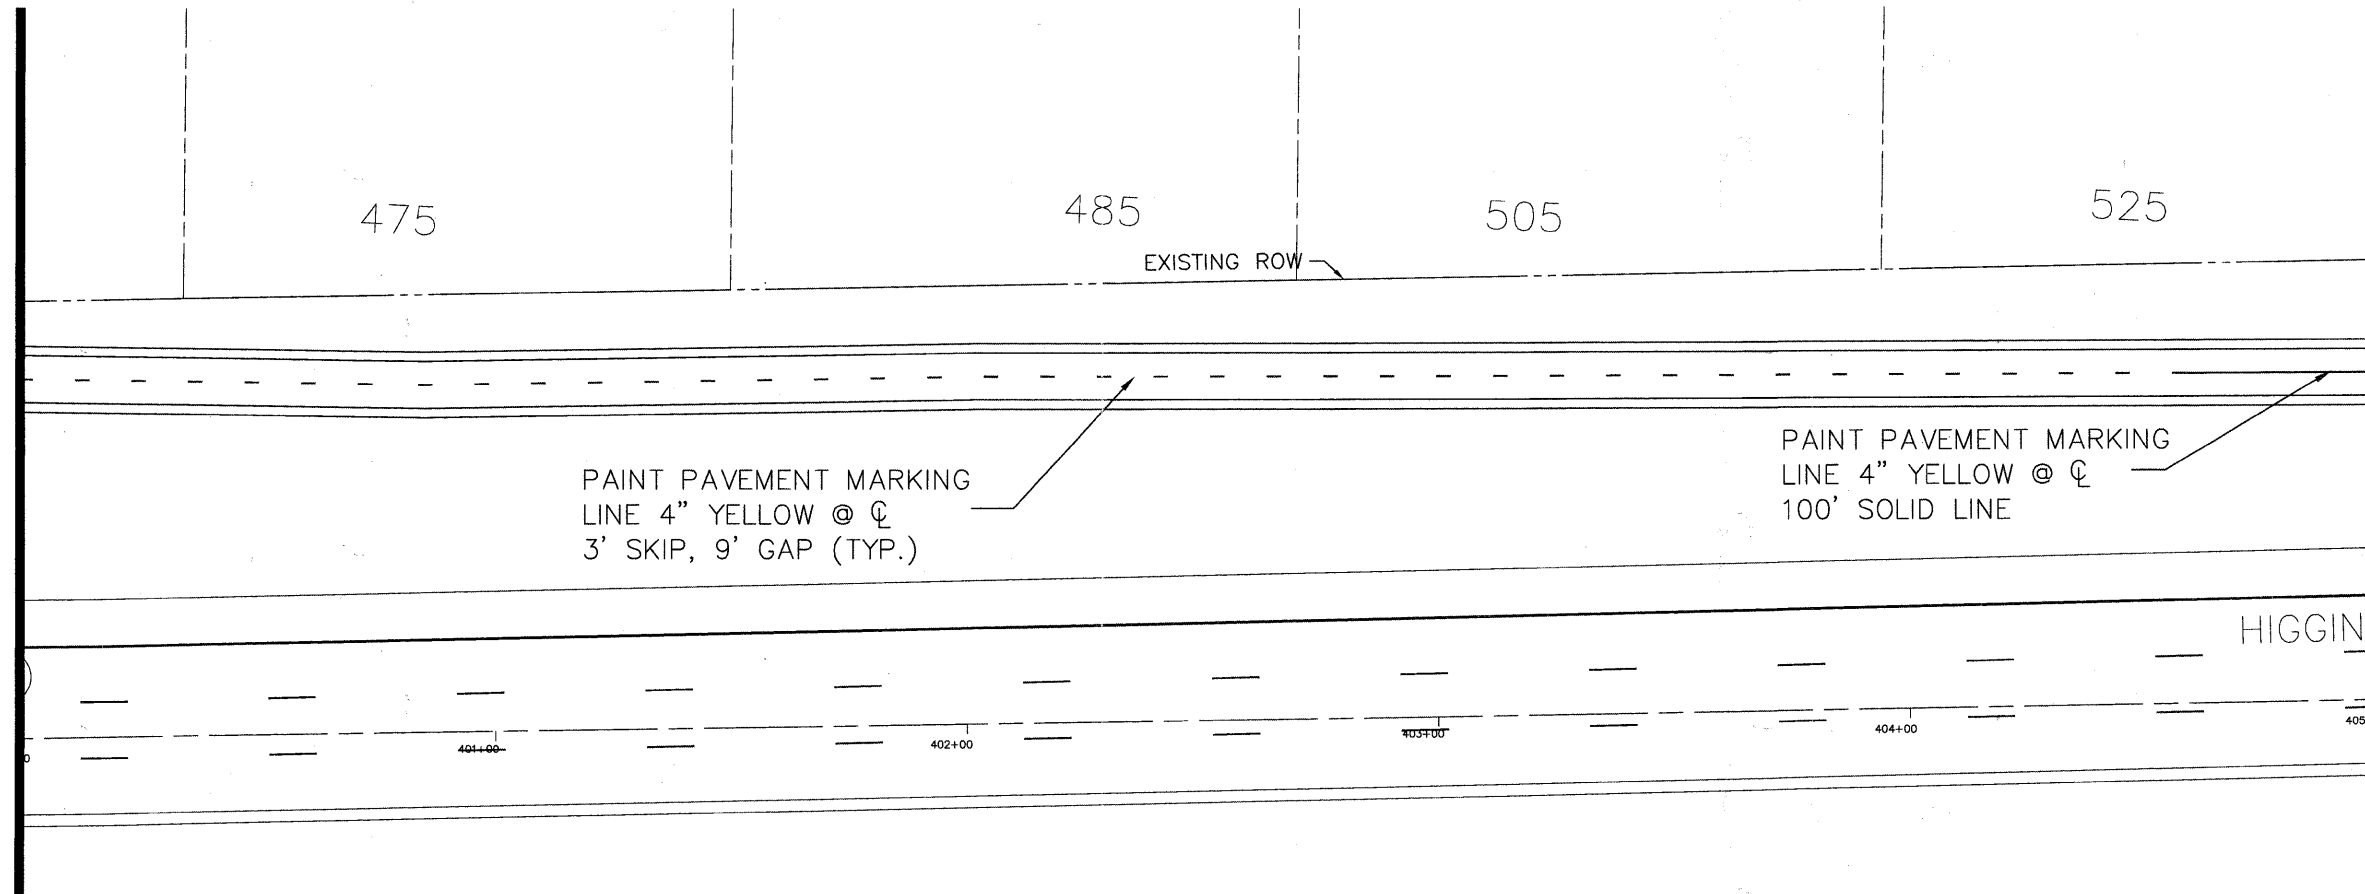 475
485
505
525
EXISTING ROW
PAINT PAVEMENT MARKING
LINE 4" YELLOW @ ℄
3' SKIP, 9' GAP (TYP.)
PAINT PAVEMENT MARKING
LINE 4" YELLOW @ ℄
100' SOLID LINE
HIGGIN
0
401+00
402+00
403+00
404+00
405